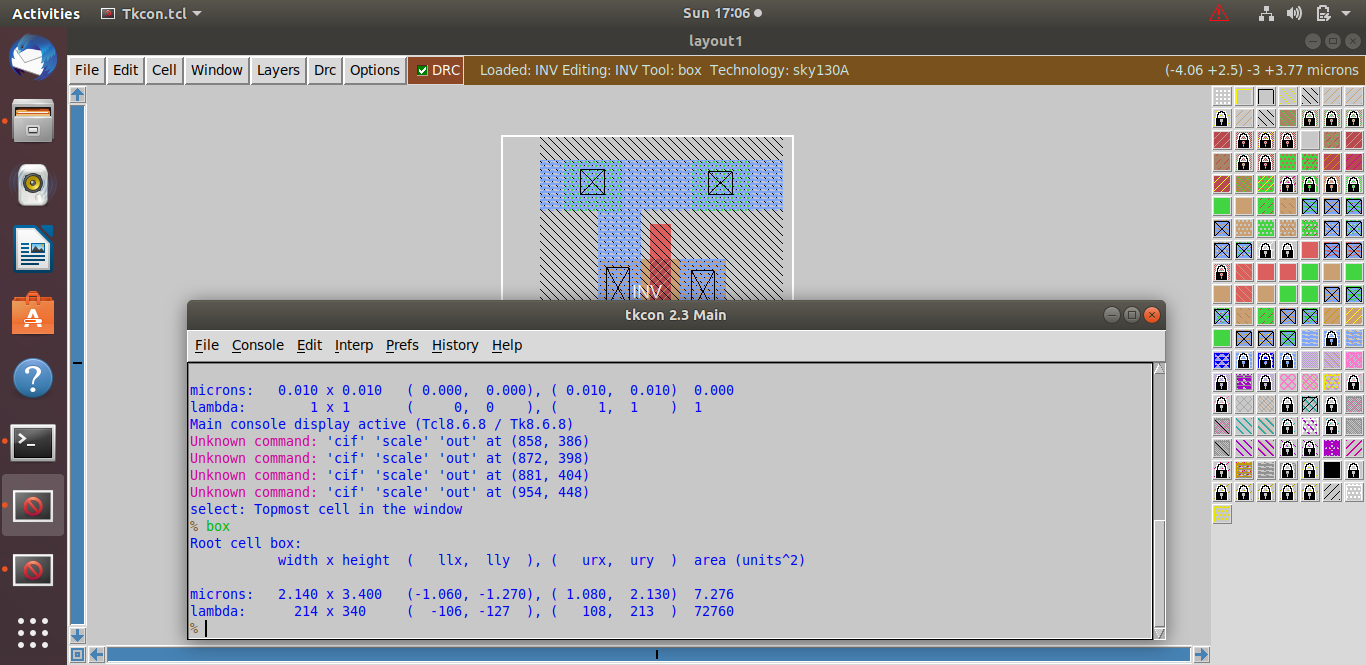 Activities Tkcon.tcl Sun 17:06
layout1
File Edit Cell Window Layers Drc Options DRC Loaded: INV Editing: INV Tool: box Technology: sky130A (-4.06 +2.5) -3 +3.77 microns
INV
tkcon 2.3 Main
File Console Edit Interp Prefs History Help
microns: 0.010 x 0.010 ( 0.000, 0.000), ( 0.010, 0.010) 0.000
lambda: 1 x 1 ( 0, 0 ), ( 1, 1 ) 1
Main console display active (Tcl8.6.8 / Tk8.6.8)
Unknown command: 'cif' 'scale' 'out' at (858, 386)
Unknown command: 'cif' 'scale' 'out' at (872, 398)
Unknown command: 'cif' 'scale' 'out' at (881, 404)
Unknown command: 'cif' 'scale' 'out' at (954, 448)
select: Topmost cell in the window
% box
Root cell box:
width x height ( llx, lly ), ( urx, ury ) area (units^2)
microns: 2.140 x 3.400 (-1.060, -1.270), ( 1.080, 2.130) 7.276
lambda: 214 x 340 ( -106, -127 ), ( 108, 213 ) 72760
%